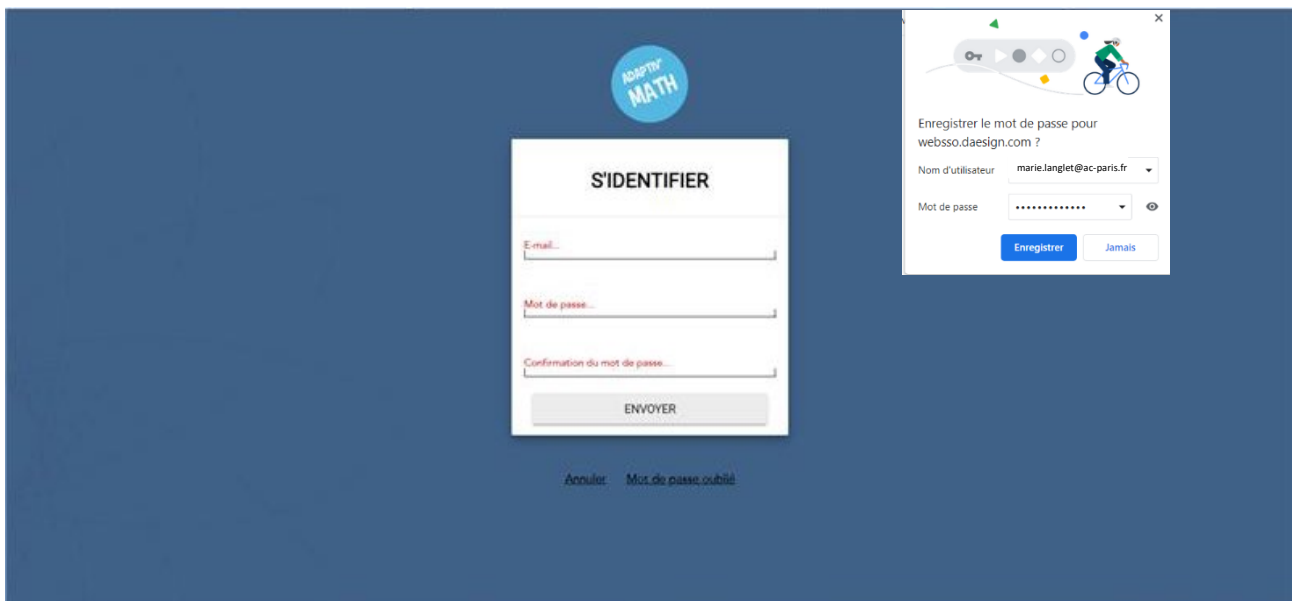 ADAPTIV'
MATH
S'IDENTIFIER
E-mail...
Mot de passe...
Confirmation du mot de passe...
ENVOYER
Annuler Mot de passe oublié
Enregistrer le mot de passe pour
websso.daesign.com ?
Nom d'utilisateur marie.langlet@ac-paris.fr
Mot de passe •••••••••••••
Enregistrer Jamais